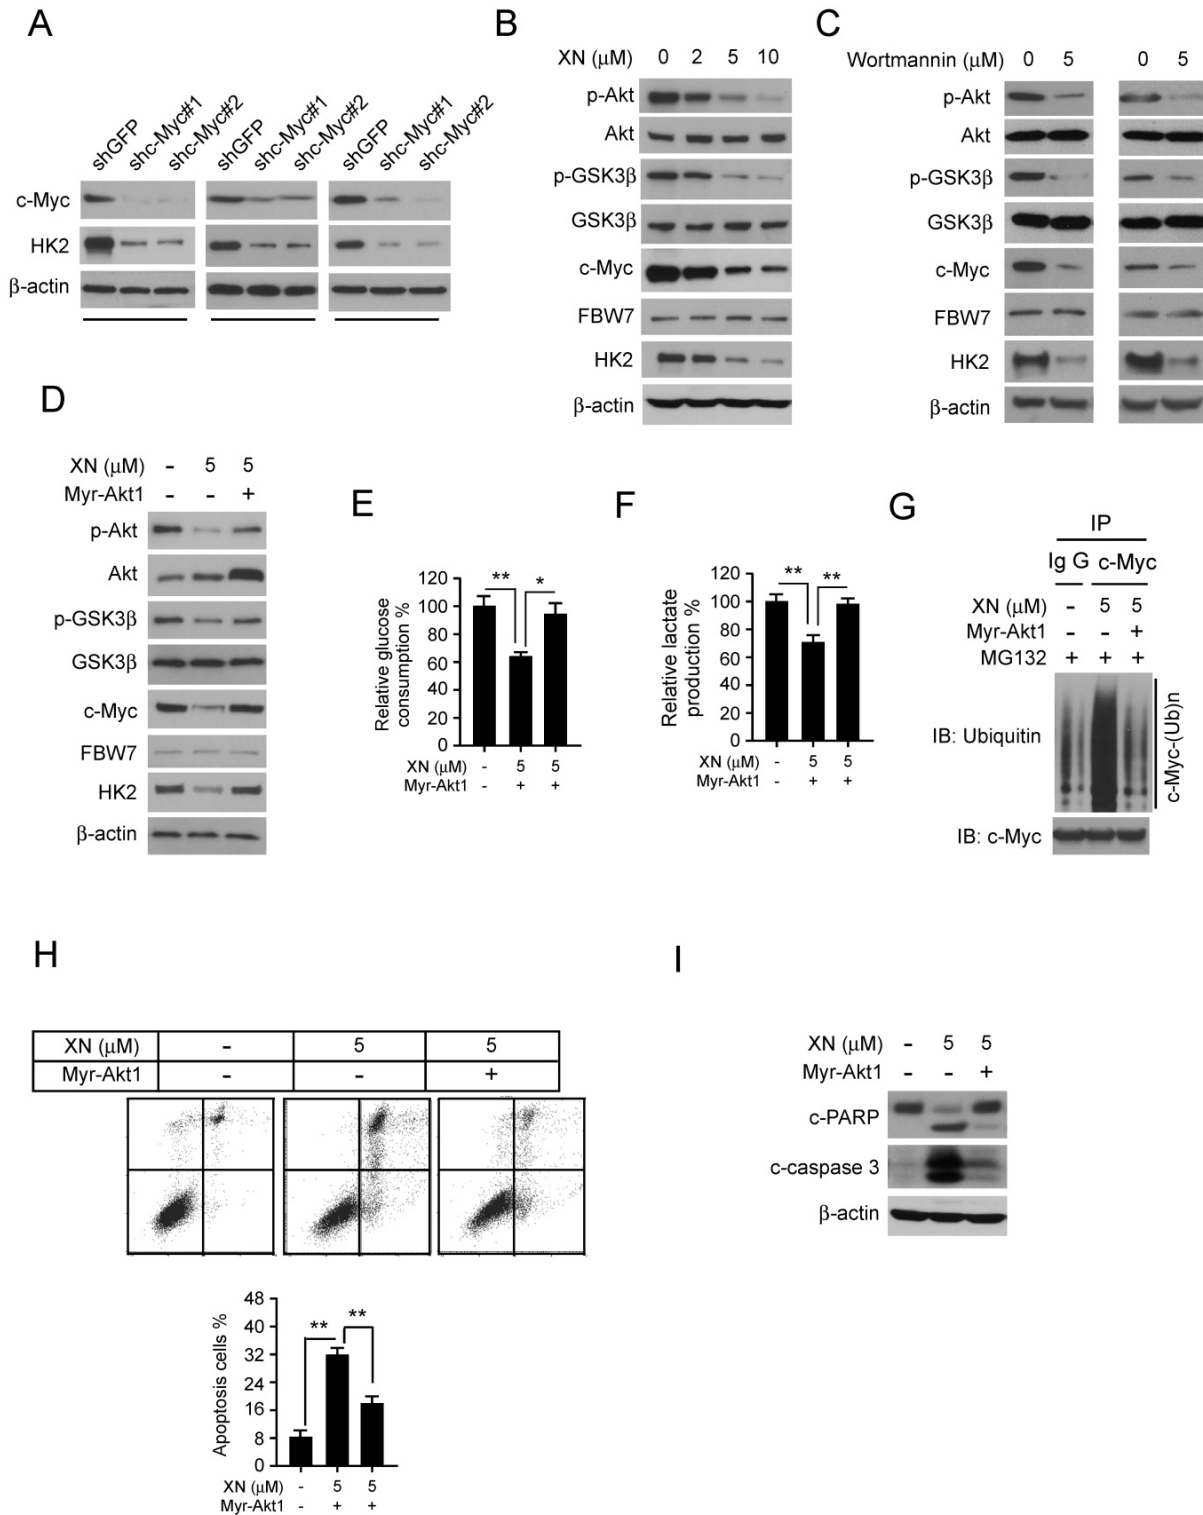 A
shGFP shc-Myc#1 shc-Myc#2 shGFP shc-Myc#1 shc-Myc#2 shGFP shc-Myc#1 shc-Myc#2
c-Myc
HK2
β-actin
B
XN (μM) 0 2 5 10
p-Akt
Akt
p-GSK3β
GSK3β
c-Myc
FBW7
HK2
β-actin
C
Wortmannin (μM) 0 5 0 5
p-Akt
Akt
p-GSK3β
GSK3β
c-Myc
FBW7
HK2
β-actin
D
XN (μM) - 5 5
Myr-Akt1 - - +
p-Akt
Akt
p-GSK3β
GSK3β
c-Myc
FBW7
HK2
β-actin
E
Relative glucose
consumption %
120
100
80
60
40
20
0
** *
XN (μM) - 5 5
Myr-Akt1 - + +
F
Relative lactate
production %
120
100
80
60
40
20
0
** **
XN (μM) - 5 5
Myr-Akt1 - + +
G
IP
Ig G c-Myc
XN (μM) - - 5 5
Myr-Akt1 - - - +
MG132 + + +
IB: Ubiquitin
c-Myc-(Ub)n
IB: c-Myc
H
XN (μM) - 5 5
Myr-Akt1 - - +
Apoptosis cells %
48
40
32
24
16
8
0
** **
XN (μM) - 5 5
Myr-Akt1 - + +
I
XN (μM) - 5 5
Myr-Akt1 - - +
c-PARP
c-caspase 3
β-actin